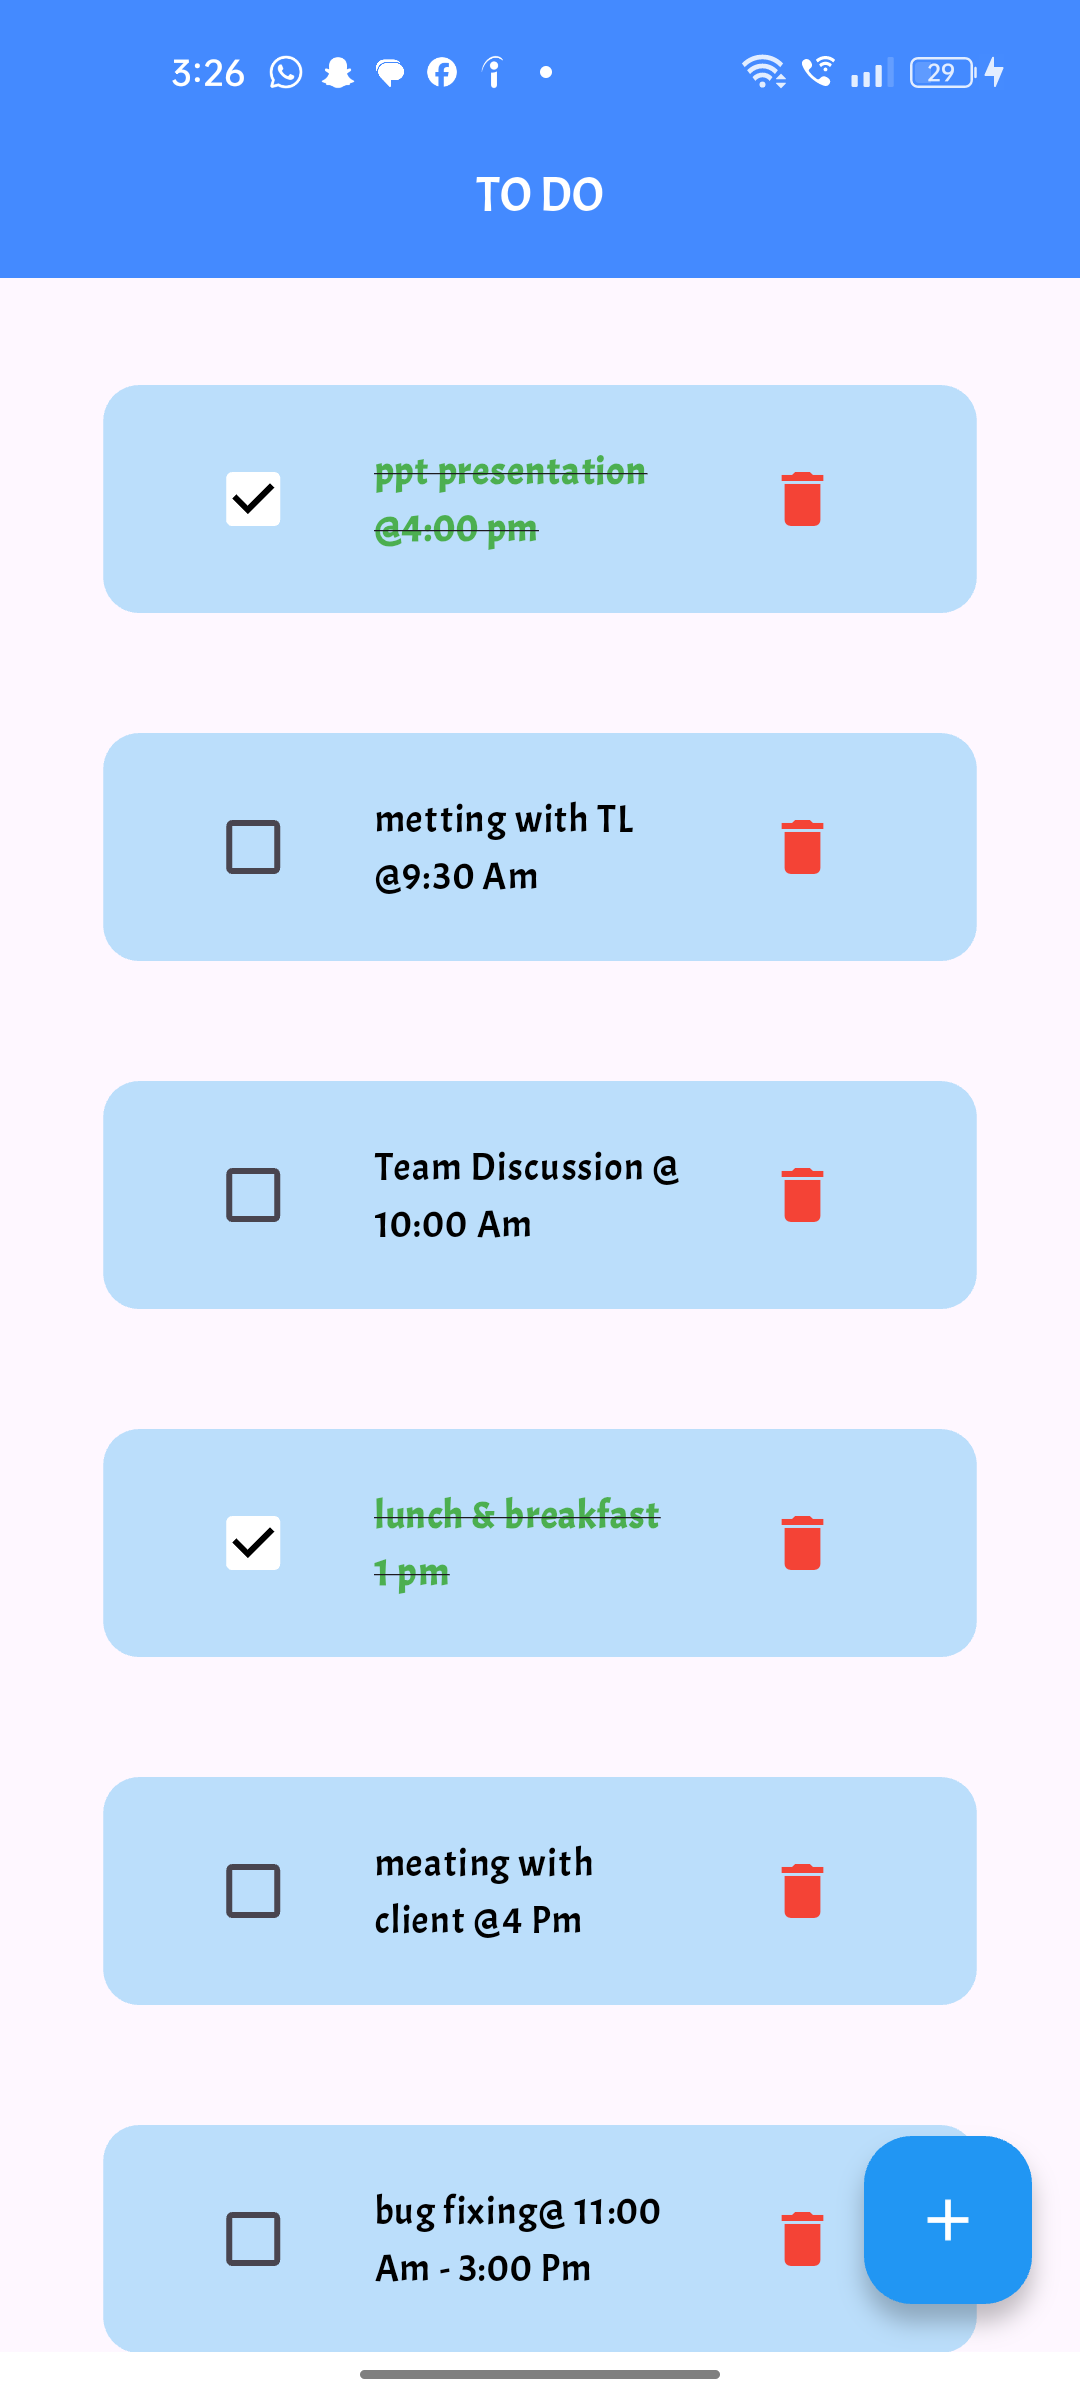 3:26
29
TO DO
ppt presentation
@4:00 pm
metting with TL
@9:30 Am
Team Discussion @
10:00 Am
lunch & breakfast
1 pm
meating with
client @4 Pm
bug fixing@ 11:00
Am - 3:00 Pm